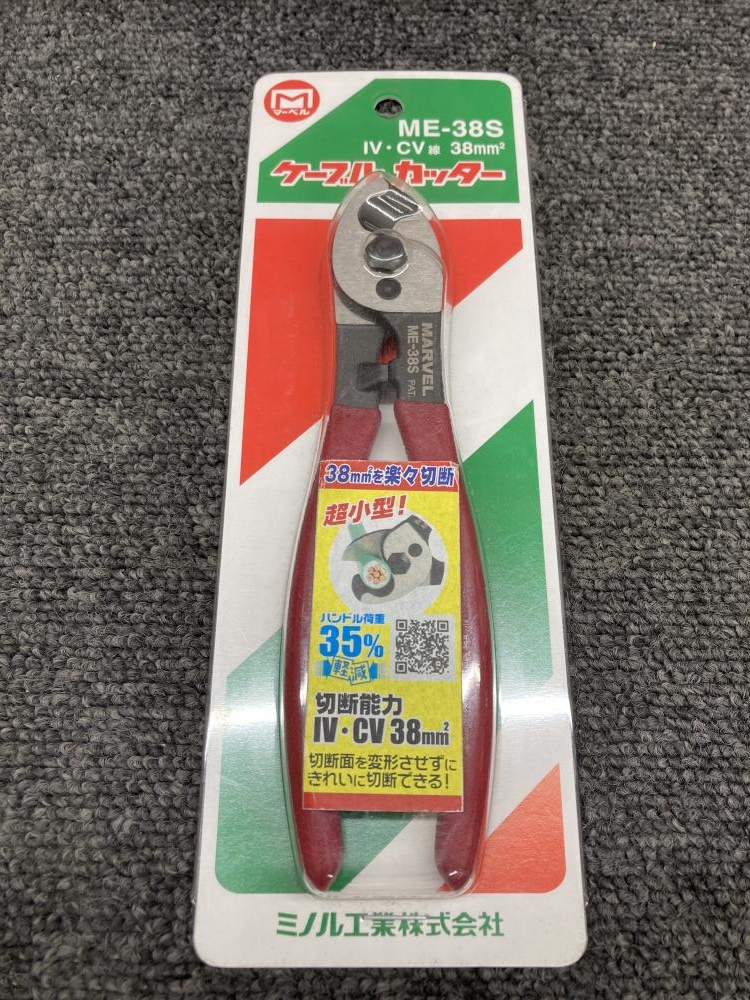 M
マーベル
ME-38S
IV・CV線 38mm²
ケーブルカッター
MARVEL
ME-38S PAT.
38mm²を楽々切断
超小型!
ハンドル荷重
35%
軽減
切断能力
IV・CV 38mm²
切断面を変形させずに
きれいに切断できる!
ミノル工業株式会社